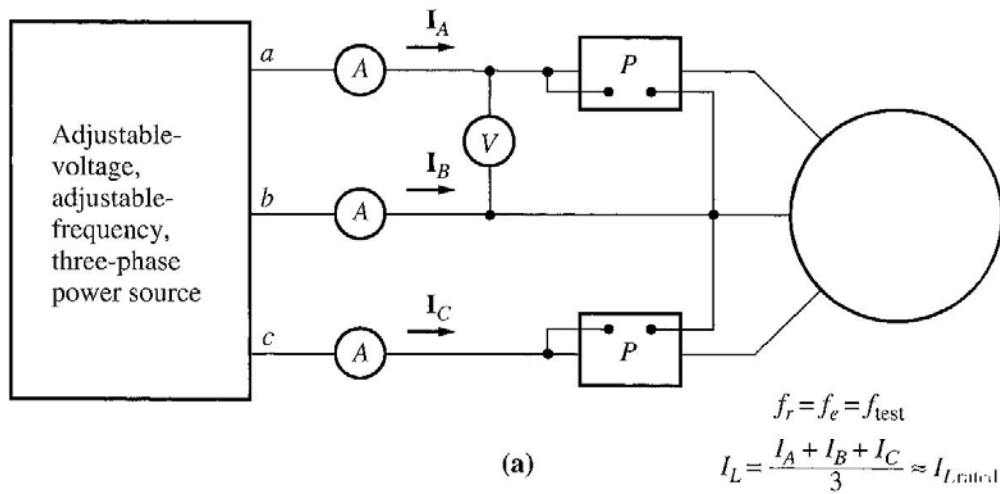 I_A
a
A
P
Adjustable-
voltage,
adjustable-
frequency,
three-phase
power source
V
I_B
b
A
I_C
c
A
P
f_r = f_e = f_test
(a)
I_L = (I_A + I_B + I_C) / 3 ≈ I_L rated